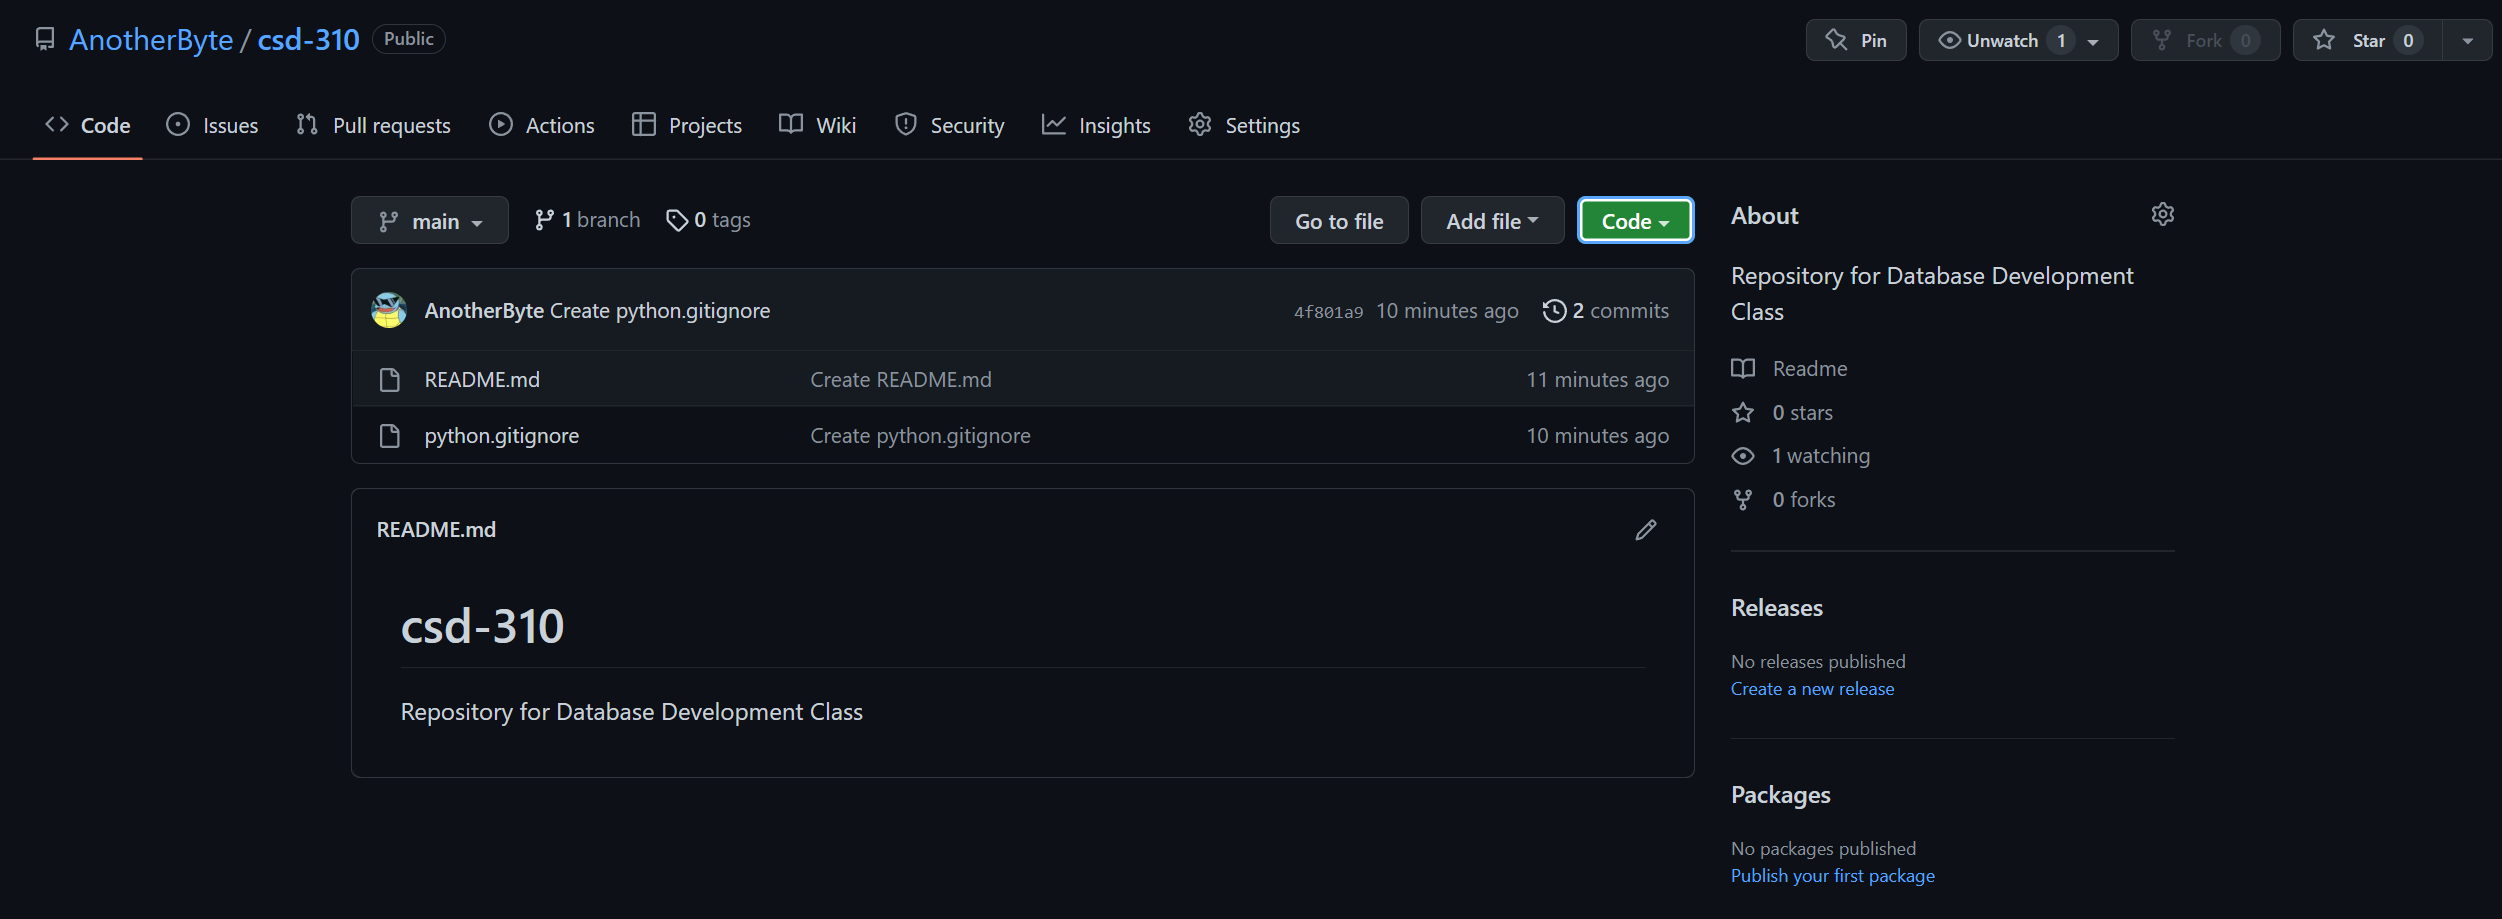 AnotherByte / csd-310 Public
Pin
Unwatch 1
Fork 0
Star 0
Code
Issues
Pull requests
Actions
Projects
Wiki
Security
Insights
Settings
main
1 branch
0 tags
Go to file
Add file
Code
AnotherByte Create python.gitignore
4f801a9 10 minutes ago
2 commits
README.md
Create README.md
11 minutes ago
python.gitignore
Create python.gitignore
10 minutes ago
README.md
csd-310
Repository for Database Development Class
About
Repository for Database Development
Class
Readme
0 stars
1 watching
0 forks
Releases
No releases published
Create a new release
Packages
No packages published
Publish your first package